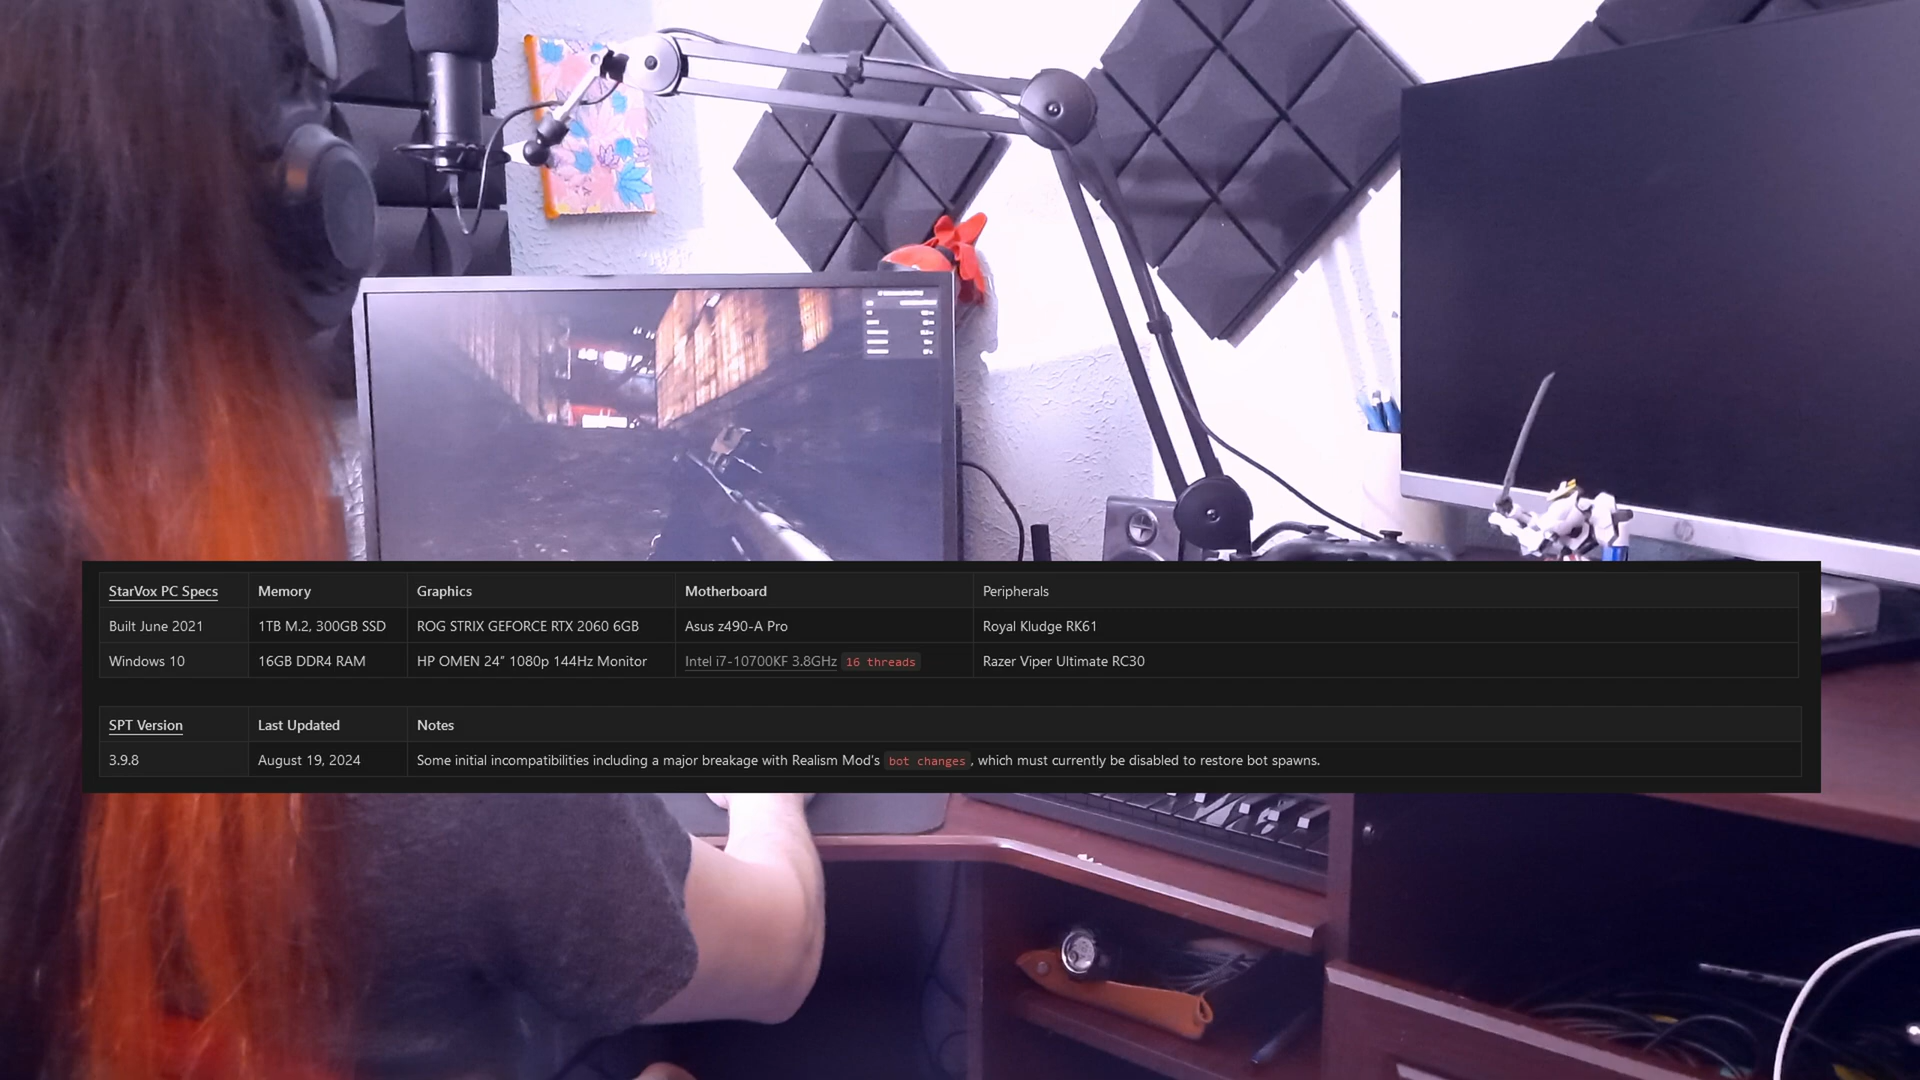 StarVox PC Specs Memory Graphics Motherboard Peripherals
Built June 2021 1TB M.2, 300GB SSD ROG STRIX GEFORCE RTX 2060 6GB Asus z490-A Pro Royal Kludge RK61
Windows 10 16GB DDR4 RAM HP OMEN 24" 1080p 144Hz Monitor Intel i7-10700KF 3.8GHz 16 threads Razer Viper Ultimate RC30
SPT Version Last Updated Notes
3.9.8 August 19, 2024 Some initial incompatibilities including a major breakage with Realism Mod's bot changes, which must currently be disabled to restore bot spawns.